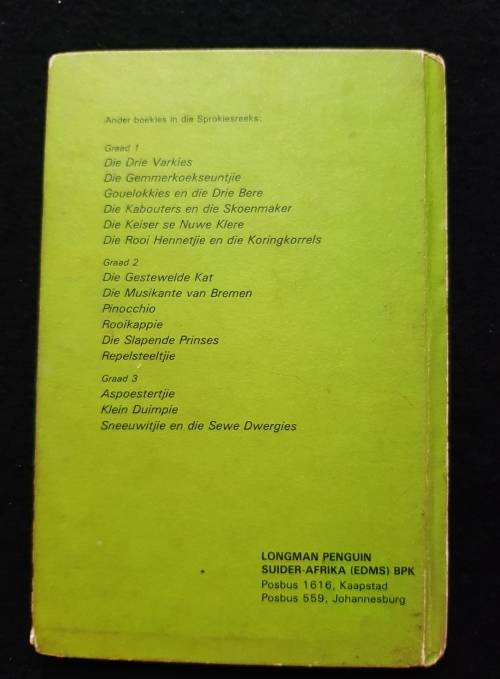 Ander boekies in die Sprokiesreeks:
Graad 1
Die Drie Varkies
Die Gemmerkoekseuntjie
Gouelokkies en die Drie Bere
Die Kabouters en die Skoenmaker
Die Keiser se Nuwe Klere
Die Rooi Hennetjie en die Koringkorrels
Graad 2
Die Gestewelde Kat
Die Musikante van Bremen
Pinocchio
Rooikappie
Die Slapende Prinses
Repelsteeltjie
Graad 3
Aspoestertjie
Klein Duimpie
Sneeuwitjie en die Sewe Dwergies
LONGMAN PENGUIN
SUIDER-AFRIKA (EDMS) BPK
Posbus 1616, Kaapstad
Posbus 559, Johannesburg